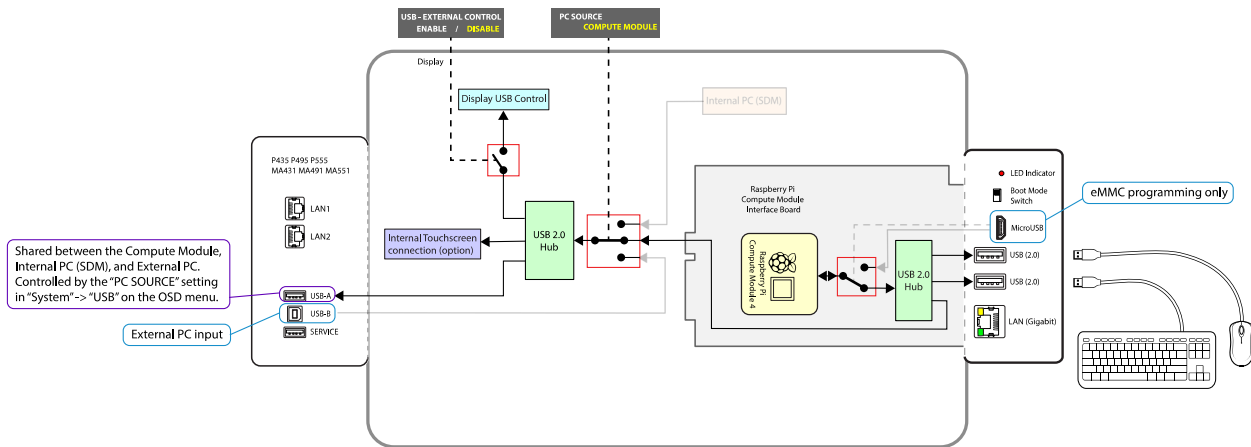 USB - EXTERNAL CONTROL
ENABLE / DISABLE
PC SOURCE
COMPUTE MODULE
Display
Display USB Control
Internal PC (SDM)
P435 P495 P555
MA431 MA491 MA551
LAN1
LAN2
USB-A
USB-B
SERVICE
Shared between the Compute Module,
Internal PC (SDM), and External PC.
Controlled by the "PC SOURCE" setting
in "System" -> "USB" on the OSD menu.
External PC input
Internal Touchscreen
connection (option)
USB 2.0
Hub
Raspberry Pi
Compute Module
Interface Board
Raspberry Pi
Compute Module 4
USB 2.0
Hub
LED Indicator
Boot Mode
Switch
MicroUSB
USB (2.0)
USB (2.0)
LAN (Gigabit)
eMMC programming only